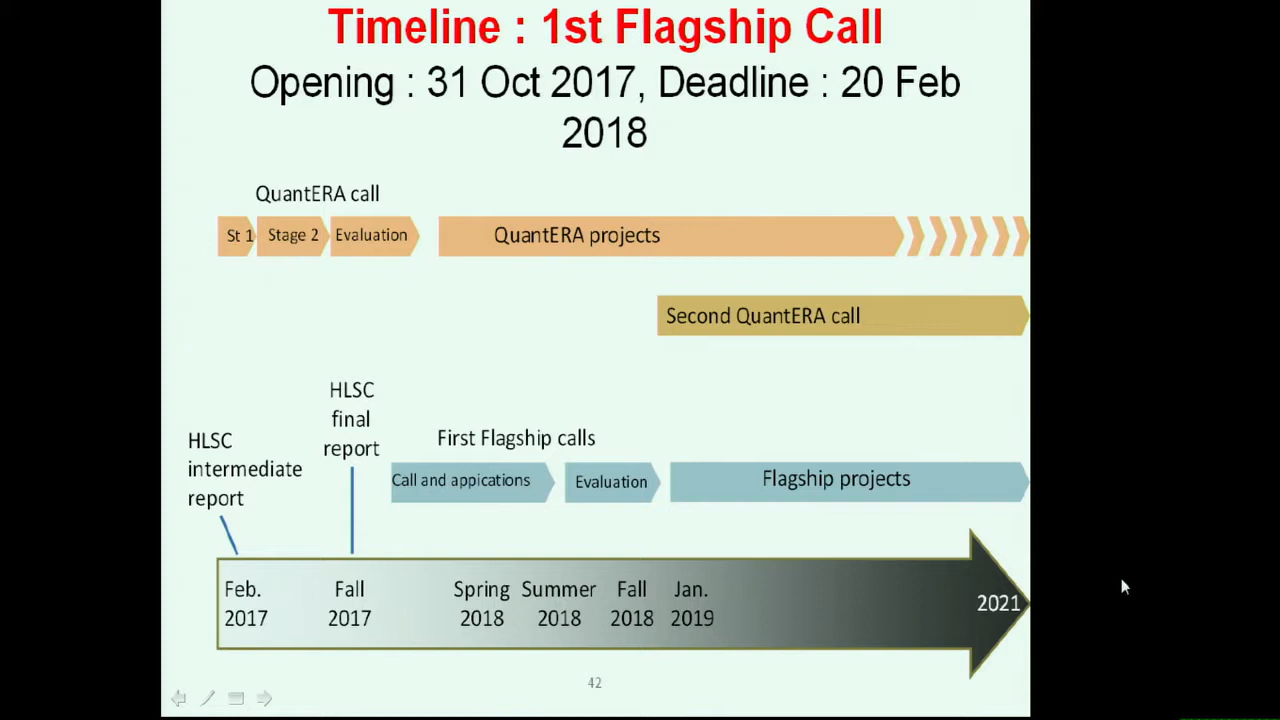 Timeline : 1st Flagship Call
Opening : 31 Oct 2017, Deadline : 20 Feb
2018
QuantERA call
St 1
Stage 2
Evaluation
QuantERA projects
Second QuantERA call
HLSC
final
report
HLSC
intermediate
report
First Flagship calls
Call and appications
Evaluation
Flagship projects
Feb.
2017
Fall
2017
Spring
2018
Summer
2018
Fall
2018
Jan.
2019
2021
42